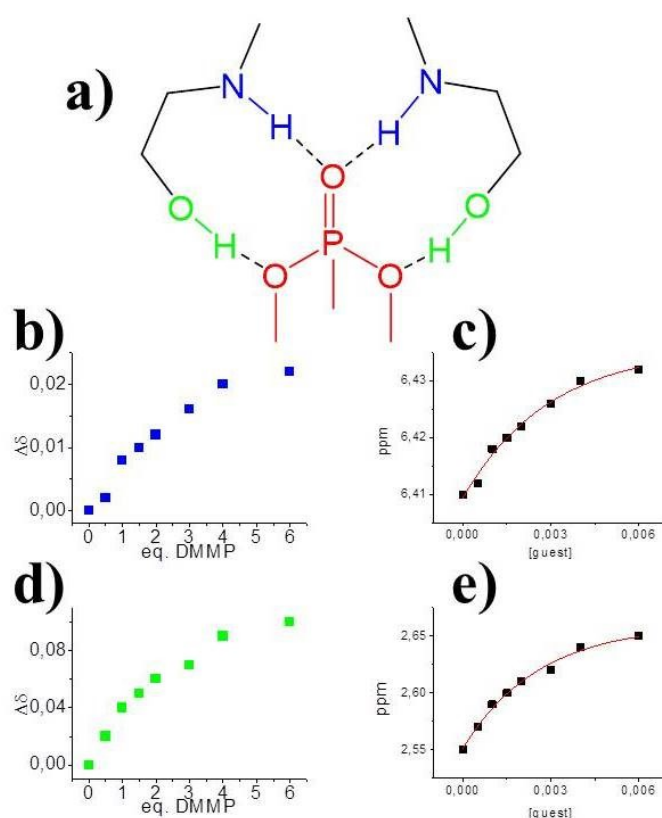 a)
N
H
H
N
O
O
H
O
P
O
H
O
b)
0,02
0,01
0,00
Δδ
0 1 2 3 4 5 6
eq. DMMP
c)
6,43
6,42
6,41
ppm
0,000 0,003 0,006
[guest]
d)
0,08
0,04
0,00
Δδ
0 1 2 3 4 5 6
eq. DMMP
e)
2,65
2,60
2,55
ppm
0,000 0,003 0,006
[guest]